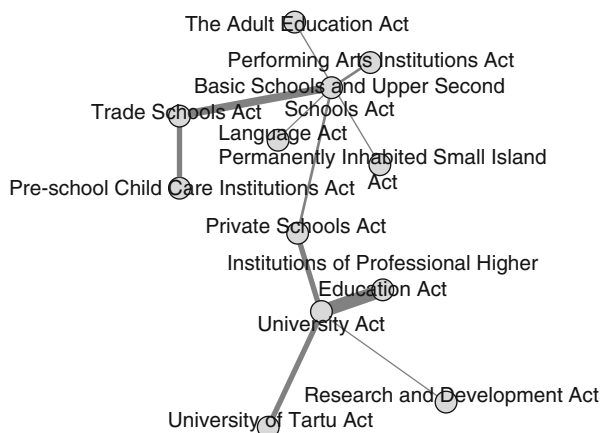 The Adult Education Act
Performing Arts Institutions Act
Basic Schools and Upper Second
Schools Act
Trade Schools Act
Language Act
Permanently Inhabited Small Island
Act
Pre-school Child Care Institutions Act
Private Schools Act
Institutions of Professional Higher
Education Act
University Act
Research and Development Act
University of Tartu Act